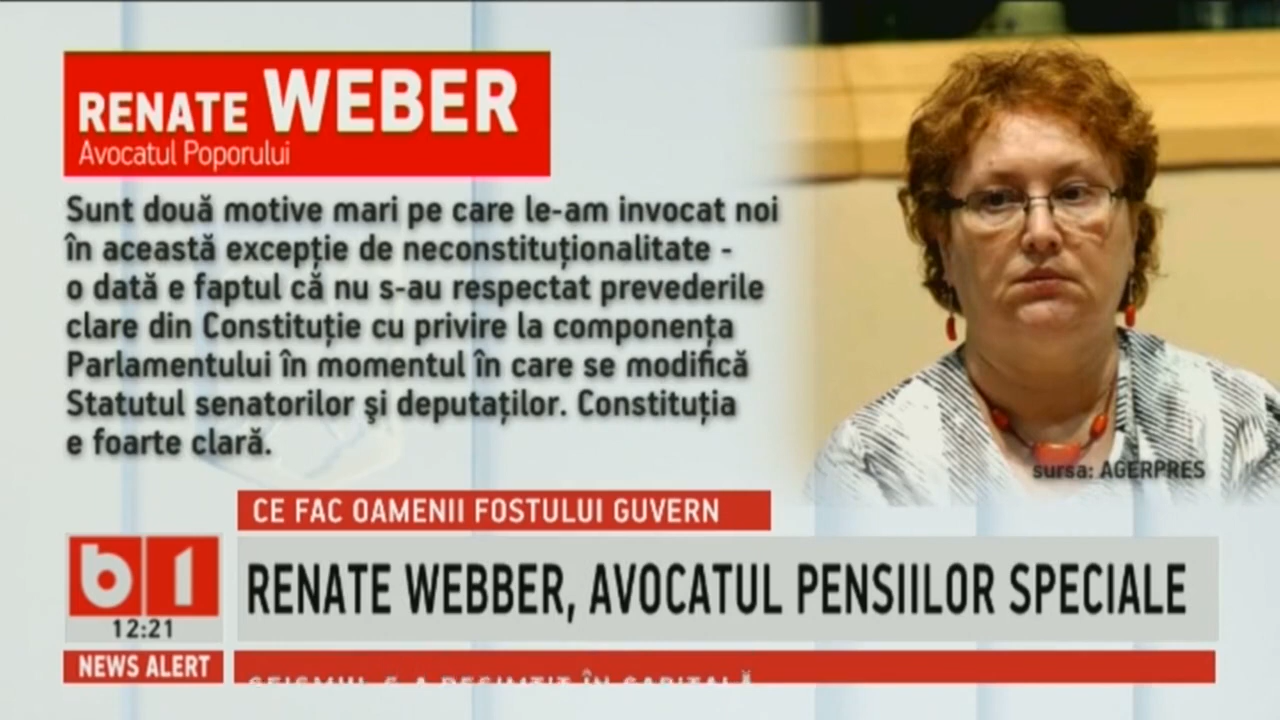 RENATE WEBER
Avocatul Poporului
Sunt două motive mari pe care le-am invocat noi
în această excepție de neconstituționalitate -
o dată e faptul că nu s-au respectat prevederile
clare din Constituție cu privire la componența
Parlamentului în momentul în care se modifică
Statutul senatorilor şi deputaților. Constituția
e foarte clară.
sursa: AGERPRES
CE FAC OAMENII FOSTULUI GUVERN
b1
RENATE WEBBER, AVOCATUL PENSIILOR SPECIALE
12:21
NEWS ALERT